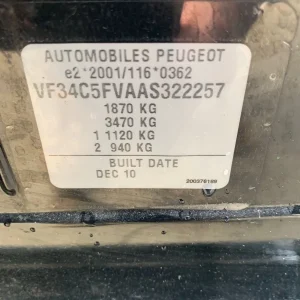 AUTOMOBILES PEUGEOT
e2*2001/116*0362
VF34C5FVAAS322257
1870 KG
3470 KG
1 1120 KG
2 940 KG
BUILT DATE
DEC 10